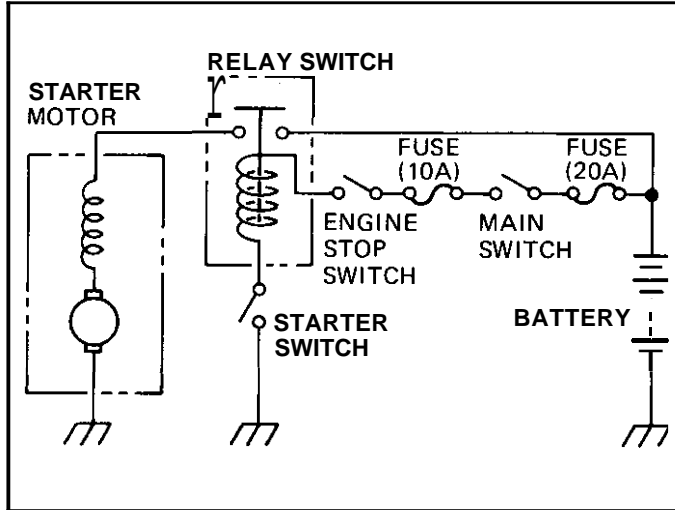 RELAY SWITCH
STARTER
MOTOR
FUSE
(10A)
FUSE
(20A)
ENGINE
STOP
SWITCH
MAIN
SWITCH
BATTERY
STARTER
SWITCH